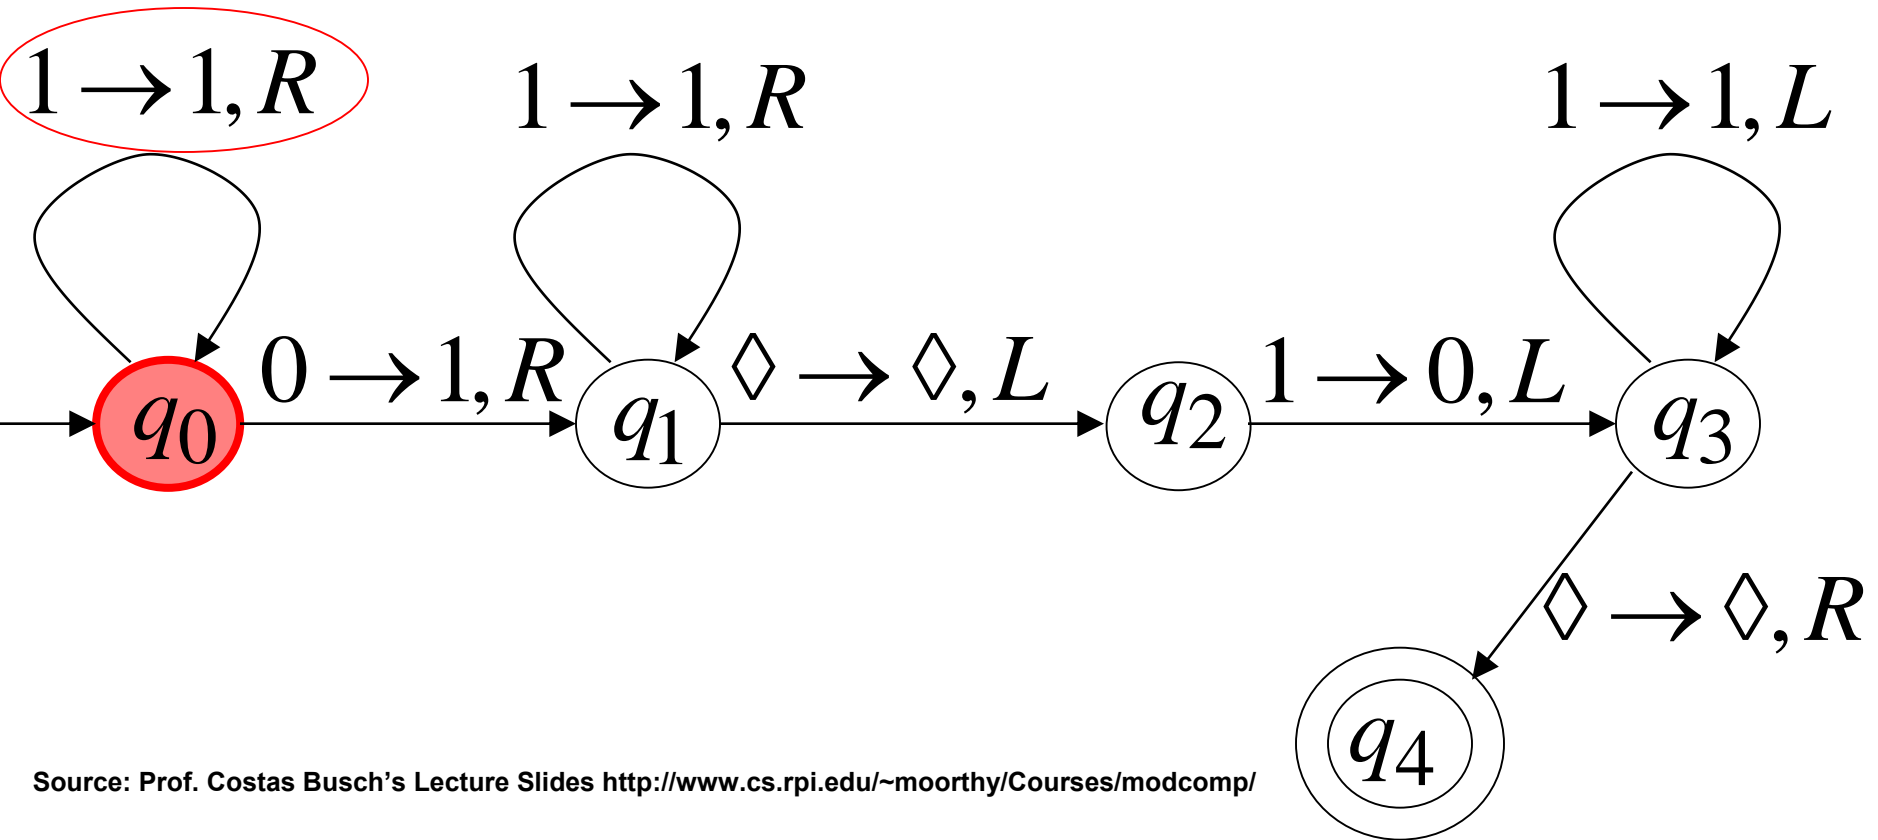 1 → 1, R
1 → 1, R
1 → 1, L
0 → 1, R
◊ → ◊, L
1 → 0, L
q0
q1
q2
q3
◊ → ◊, R
q4
Source: Prof. Costas Busch's Lecture Slides http://www.cs.rpi.edu/~moorthy/Courses/modcomp/